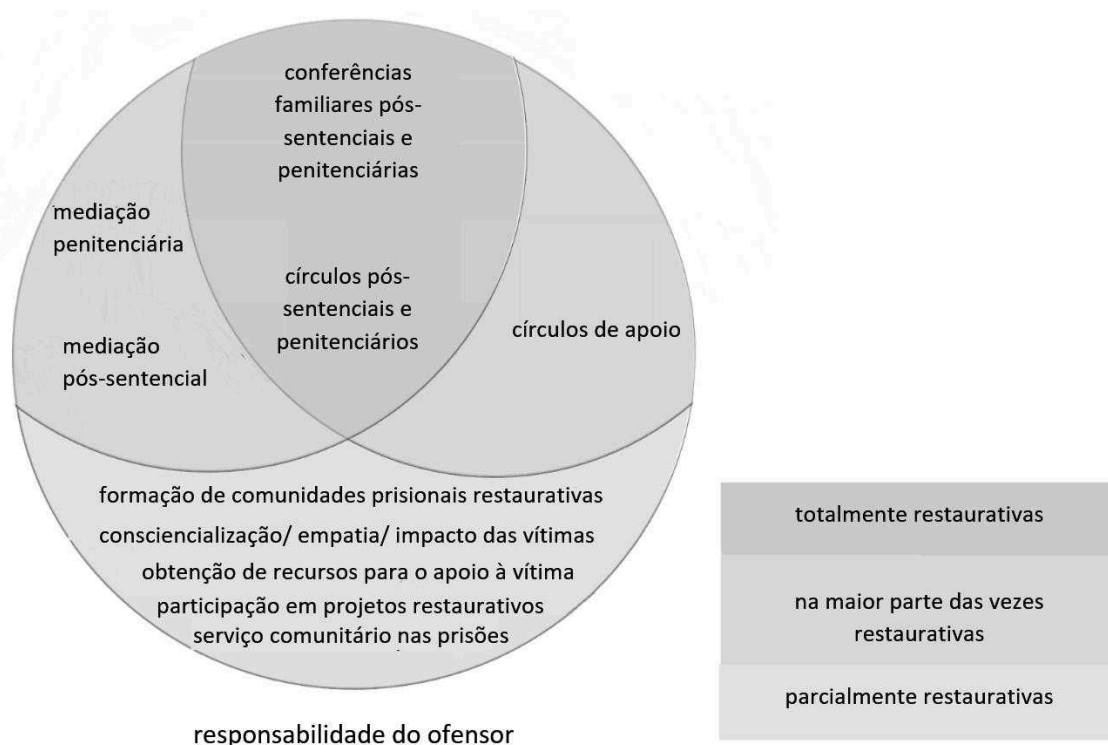 conferências
familiares pós-
sentenciais e
penitenciárias
mediação
penitenciária
círculos pós-
sentenciais e
penitenciários
círculos de apoio
mediação
pós-sentencial
formação de comunidades prisionais restaurativas
consciencialização/ empatia/ impacto das vítimas
obtenção de recursos para o apoio à vítima
participação em projetos restaurativos
serviço comunitário nas prisões
responsabilidade do ofensor
totalmente restaurativas
na maior parte das vezes
restaurativas
parcialmente restaurativas